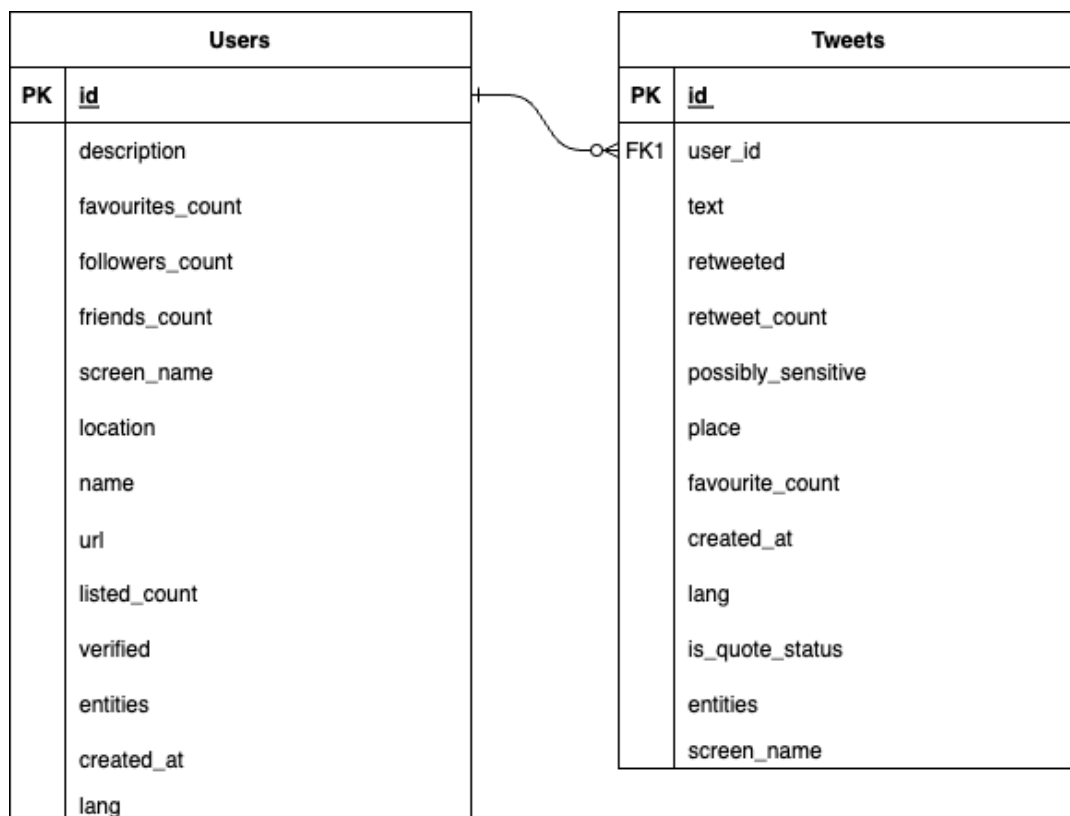 Users
PK id
description
favourites_count
followers_count
friends_count
screen_name
location
name
url
listed_count
verified
entities
created_at
lang
Tweets
PK id
FK1 user_id
text
retweeted
retweet_count
possibly_sensitive
place
favourite_count
created_at
lang
is_quote_status
entities
screen_name